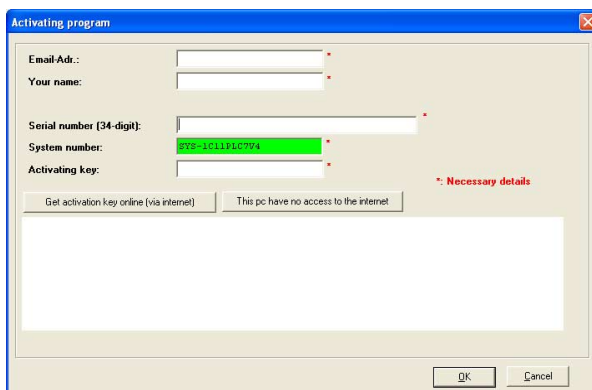 Activating program
Email-Adr.: *
Your name: *
Serial number (34-digit): *
System number: SYS-1C11PLC7V4 *
Activating key: *
*: Necessary details
Get activation key online (via internet) This pc have no access to the internet
OK Cancel